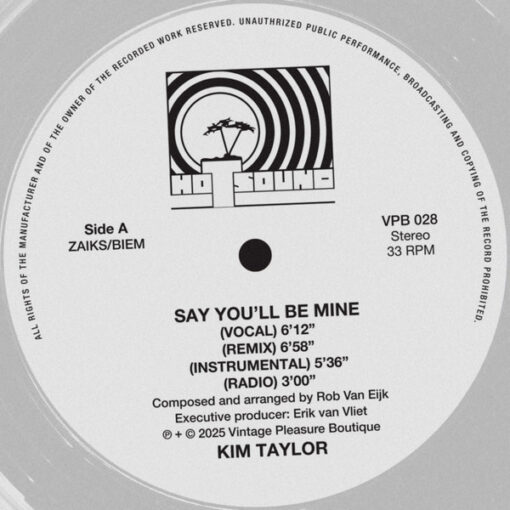 ALL RIGHTS OF THE MANUFACTURER AND OF THE OWNER OF THE RECORDED WORK RESERVED. UNAUTHRIZED PUBLIC PERFORMANCE, BROADCASTING AND COPYING OF THE RECORD PROHIBITED.
HOT SOUND
Side A
ZAIKS/BIEM
VPB 028
Stereo
33 RPM
SAY YOU'LL BE MINE
(VOCAL) 6'12”
(REMIX) 6'58”
(INSTRUMENTAL) 5'36”
(RADIO) 3'00”
Composed and arranged by Rob Van Eijk
Executive producer: Erik van Vliet
℗ + © 2025 Vintage Pleasure Boutique
KIM TAYLOR